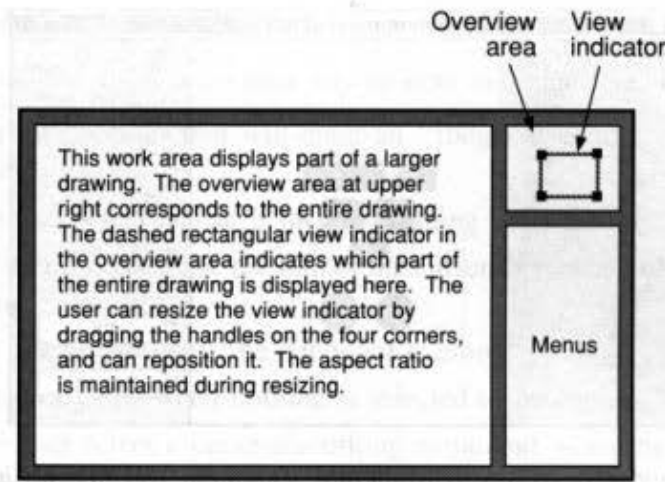 Overview area
View indicator
This work area displays part of a larger
drawing. The overview area at upper
right corresponds to the entire drawing.
The dashed rectangular view indicator in
the overview area indicates which part of
the entire drawing is displayed here. The
user can resize the view indicator by
dragging the handles on the four corners,
and can reposition it. The aspect ratio
is maintained during resizing.
Menus